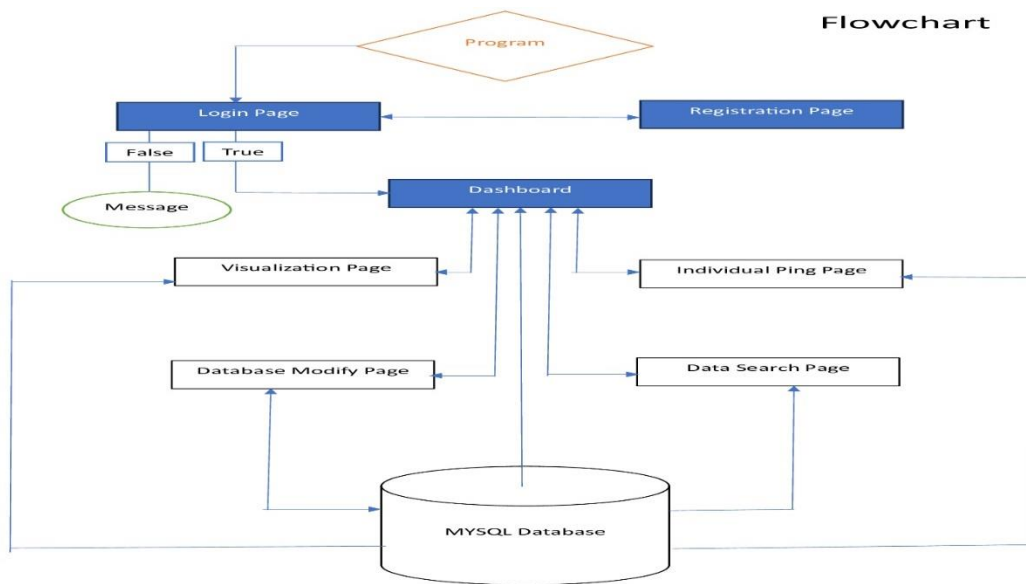 Flowchart
Program
Login Page
Registration Page
False
True
Dashboard
Message
Visualization Page
Individual Ping Page
Database Modify Page
Data Search Page
MYSQL Database